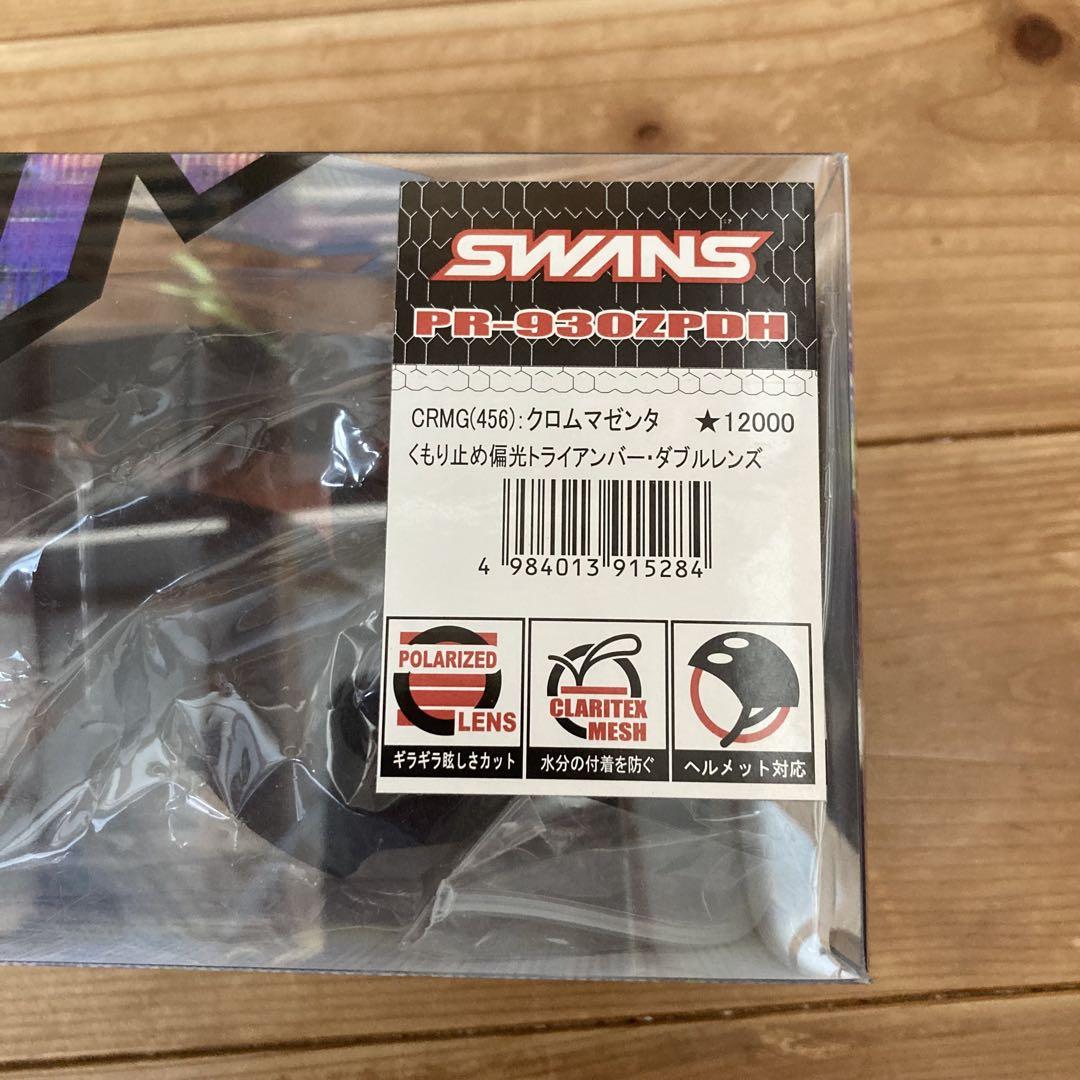 SWANS
PR-930ZPDH
CRMG(456):クロムマゼンタ ★12000
くもり止め偏光トライアンバー・ダブルレンズ
4 984013 915284
POLARIZED
LENS
ギラギラ眩しさカット
CLARITEX
MESH
水分の付着を防ぐ
ヘルメット対応